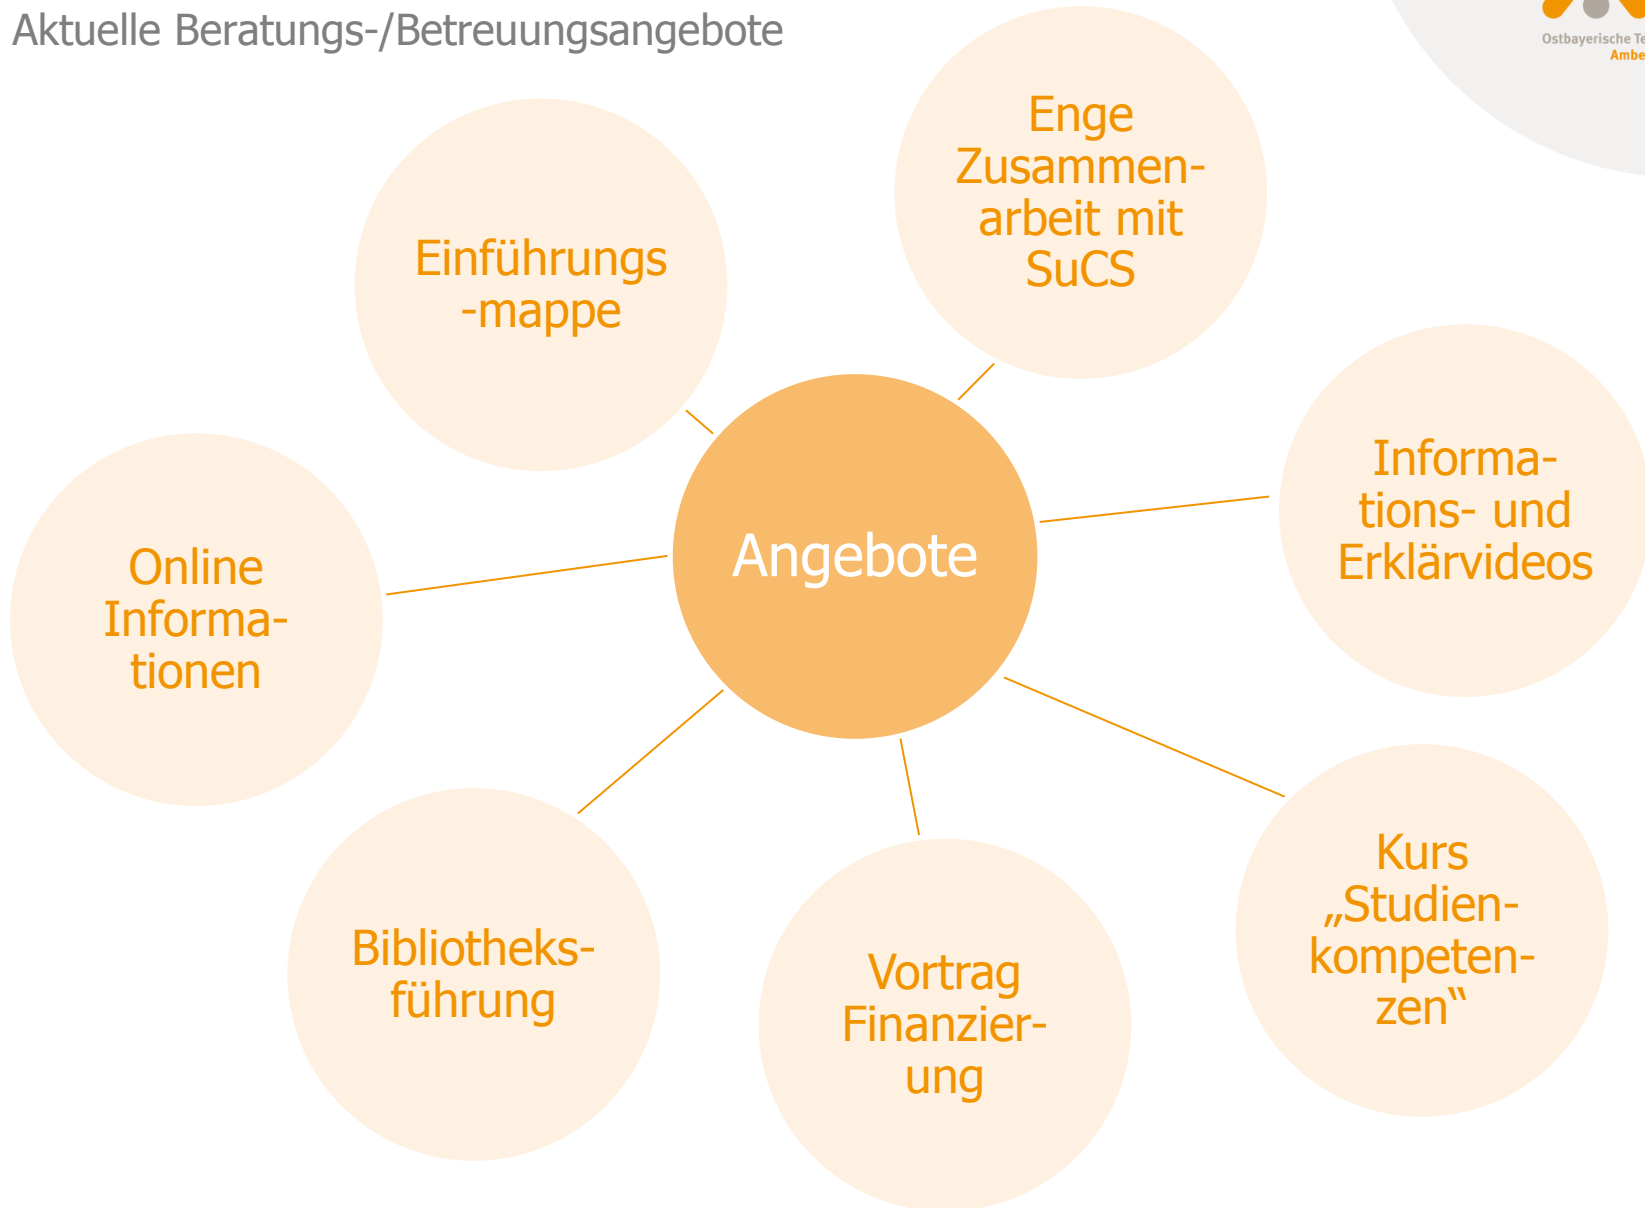 Aktuelle Beratungs-/Betreuungsangebote
Ostbayerische Te
Ambe
Enge
Zusammen-
arbeit mit
SuCS
Einführungs
-mappe
Informa-
tions- und
Erklärvideos
Angebote
Online
Informa-
tionen
Kurs
„Studien-
kompeten-
zen“
Bibliotheks-
führung
Vortrag
Finanzier-
ung